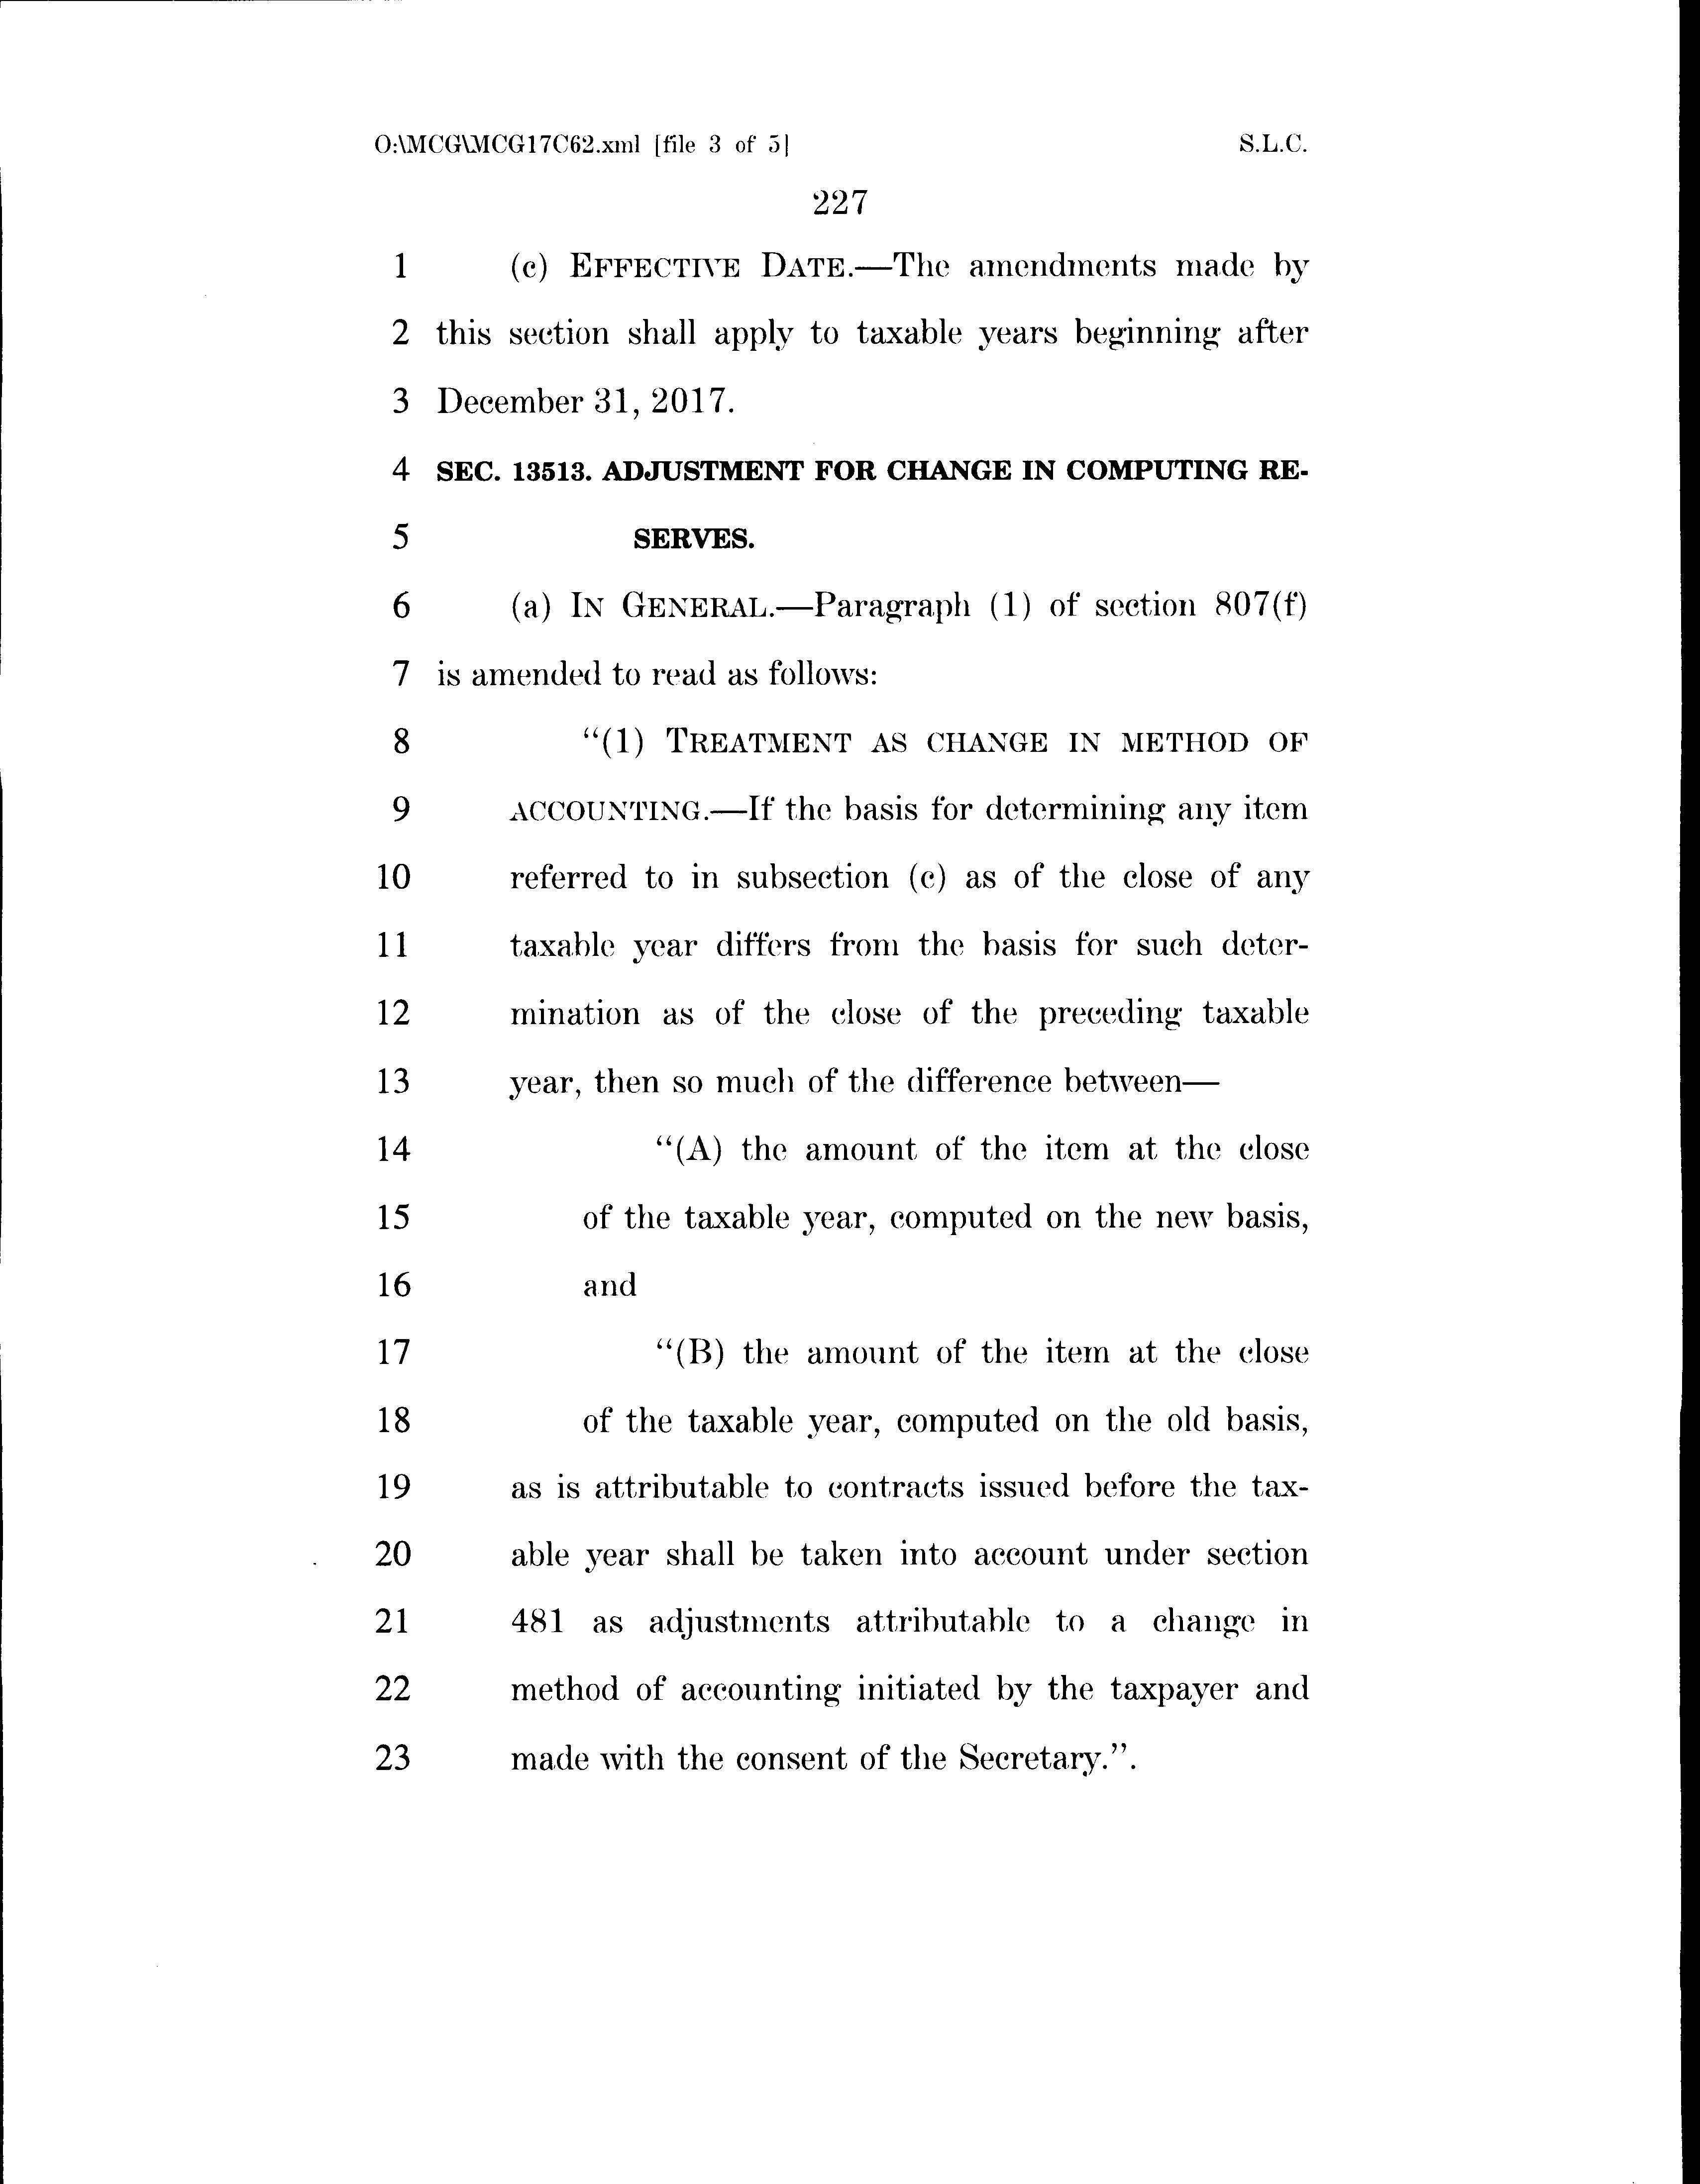 O:\MCG\MCG17C62.xml [file 3 of 5] S.L.C.
227
1 (c) EFFECTIVE DATE.—The amendments made by
2 this section shall apply to taxable years beginning after
3 December 31, 2017.
4 SEC. 13513. ADJUSTMENT FOR CHANGE IN COMPUTING RE-
5 SERVES.
6 (a) IN GENERAL.—Paragraph (1) of section 807(f)
7 is amended to read as follows:
8 “(1) TREATMENT AS CHANGE IN METHOD OF
9 ACCOUNTING.—If the basis for determining any item
10 referred to in subsection (c) as of the close of any
11 taxable year differs from the basis for such deter-
12 mination as of the close of the preceding taxable
13 year, then so much of the difference between—
14 “(A) the amount of the item at the close
15 of the taxable year, computed on the new basis,
16 and
17 “(B) the amount of the item at the close
18 of the taxable year, computed on the old basis,
19 as is attributable to contracts issued before the tax-
20 able year shall be taken into account under section
21 481 as adjustments attributable to a change in
22 method of accounting initiated by the taxpayer and
23 made with the consent of the Secretary.”.